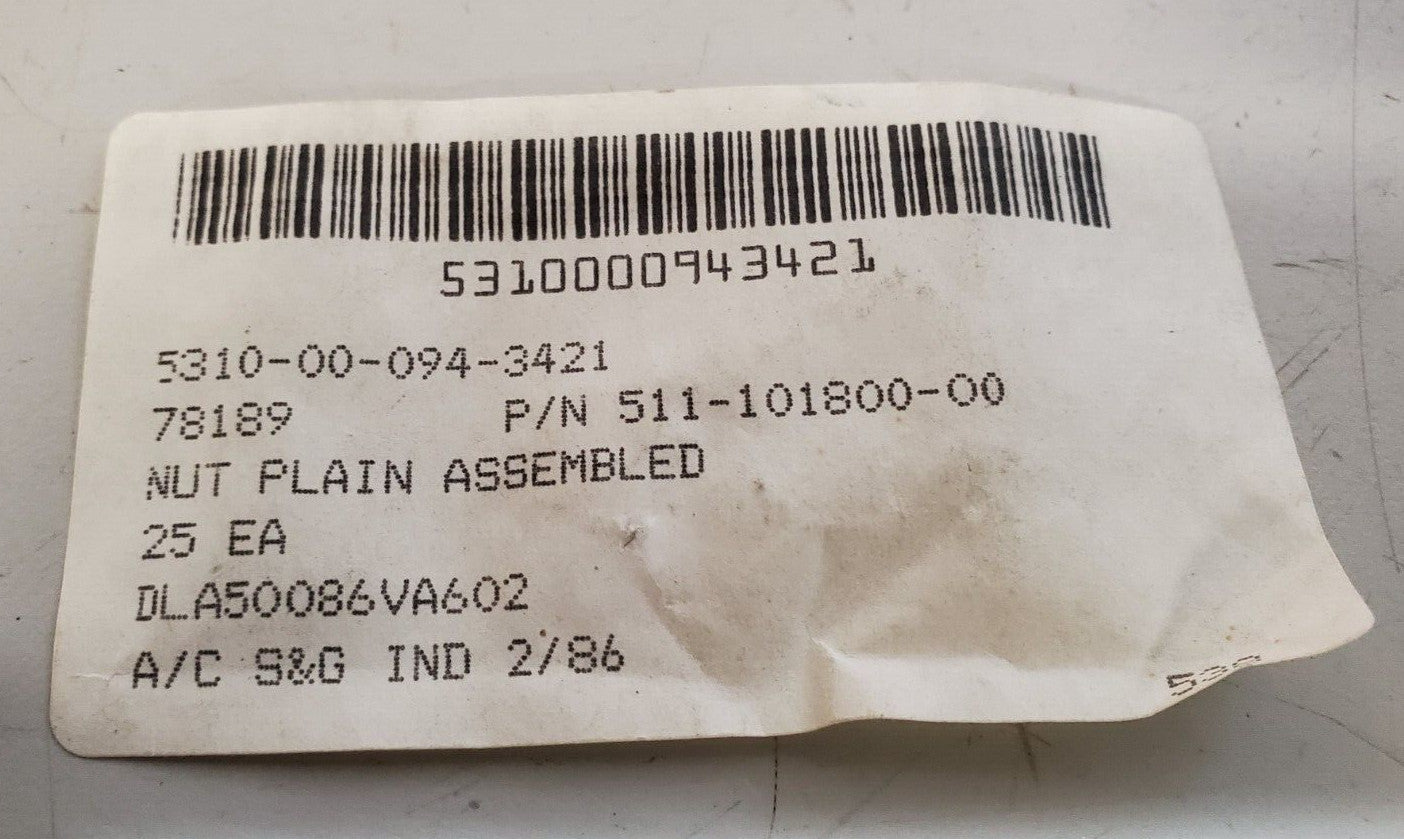 5310000943421
5310-00-094-3421
78189 P/N 511-101800-00
NUT PLAIN ASSEMBLED
25 EA
DLA50086VA602
A/C S&G IND 2/86